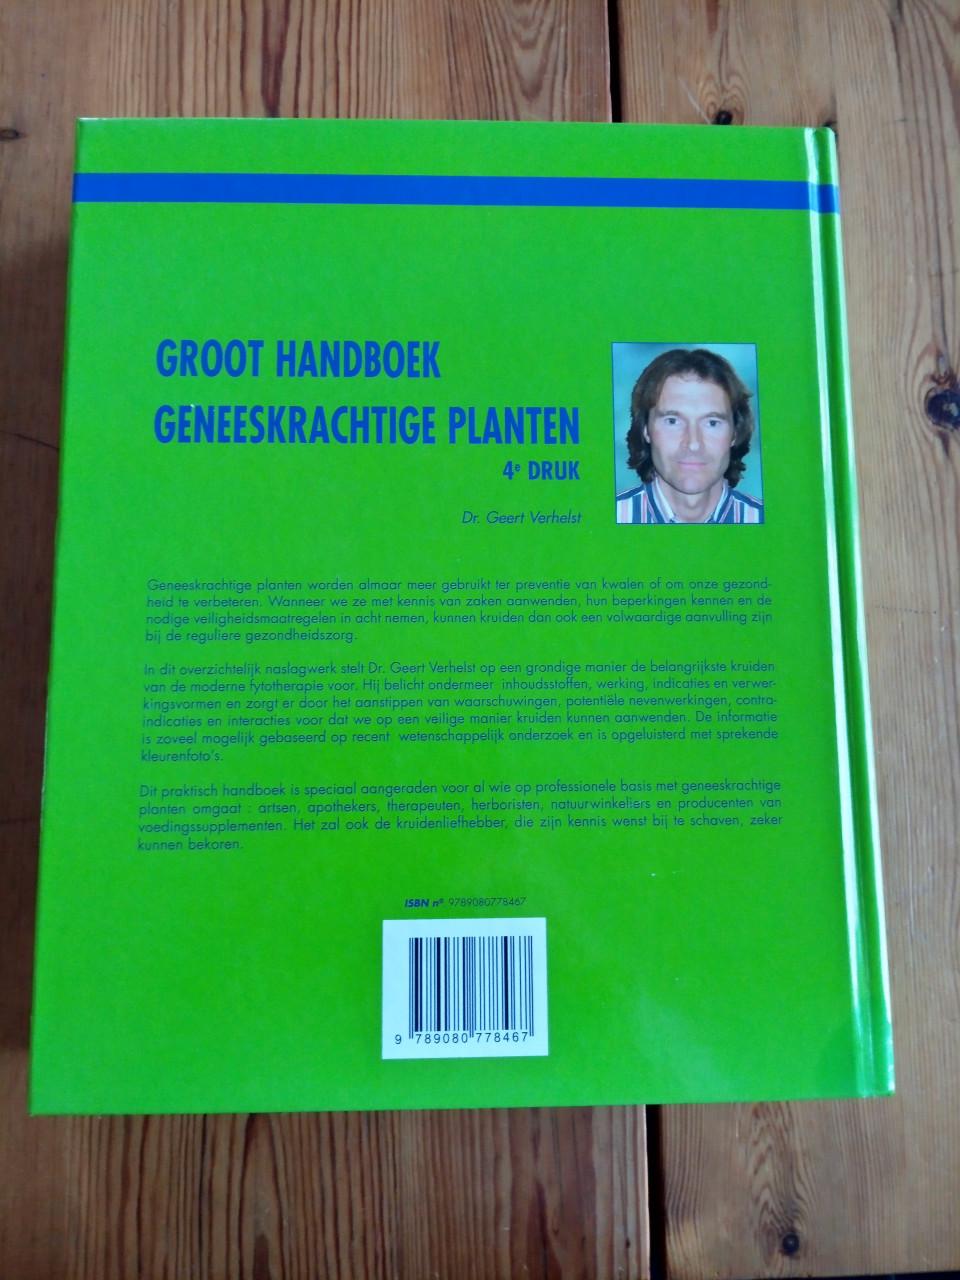 GROOT HANDBOEK
GENEESKRACHTIGE PLANTEN
4e DRUK
Dr. Geert Verhelst
Geneeskrachtige planten worden almaar meer gebruikt ter preventie van kwalen of om onze gezond-
heid te verbeteren. Wanneer we ze met kennis van zaken aanwenden, hun beperkingen kennen en de
nodige veiligheidsmaatregelen in acht nemen, kunnen kruiden dan ook een volwaardige aanvulling zijn
bij de reguliere gezondheidszorg.
In dit overzichtelijk naslagwerk stelt Dr. Geert Verhelst op een grondige manier de belangrijkste kruiden
van de moderne fytotherapie voor. Hij belicht ondermeer inhoudsstoffen, werking, indicaties en verwer-
kingsvormen en zorgt er door het aanstippen van waarschuwingen, potentiële nevenwerkingen, contra-
indicaties en interacties voor dat we op een veilige manier kruiden kunnen aanwenden. De informatie
is zoveel mogelijk gebaseerd op recent wetenschappelijk onderzoek en is opgeluisterd met sprekende
kleurenfoto's.
Dit praktisch handboek is speciaal aangeraden voor al wie op professionele basis met geneeskrachtige
planten omgaat : artsen, apothekers, therapeuten, herboristen, natuurwinkeliers en producenten van
voedingssupplementen. Het zal ook de kruidenliefhebber, die zijn kennis wenst bij te schaven, zeker
kunnen bekoren.
ISBN n° 9789080778467
9 789080 778467